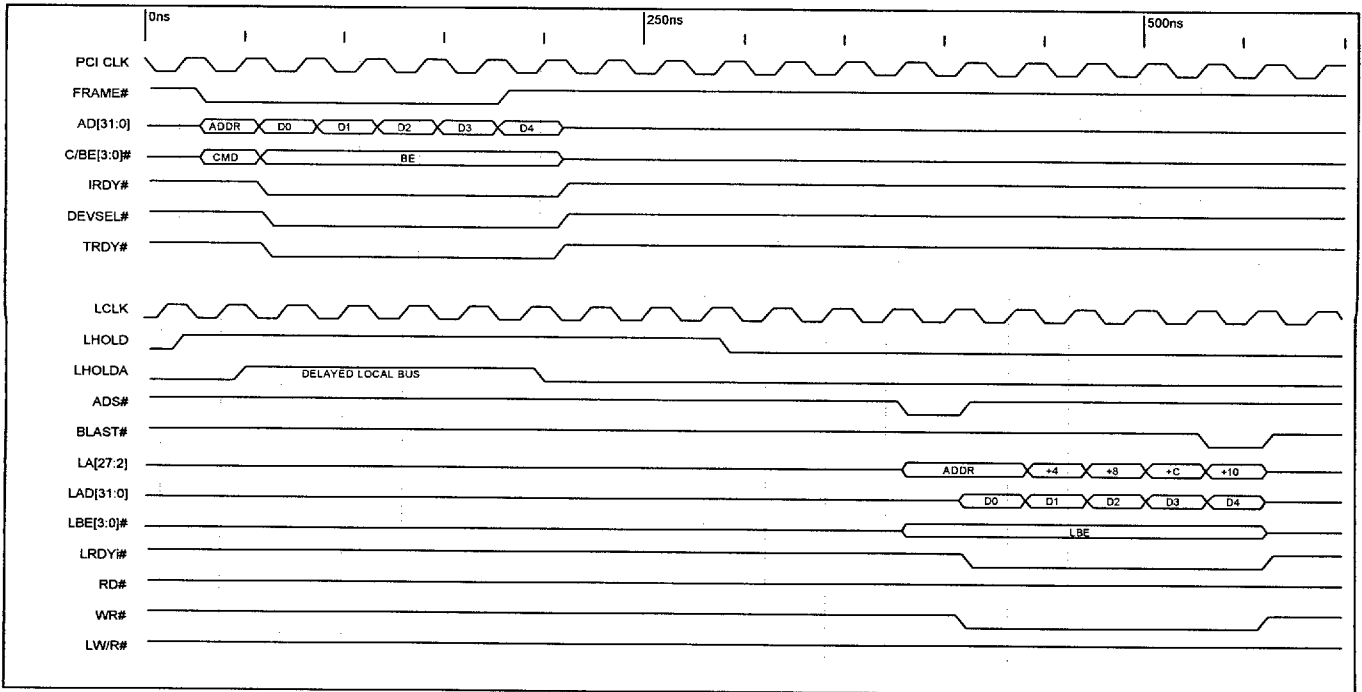 0ns 250ns 500ns
PCI CLK
FRAME#
AD[31:0] ADDR D0 D1 D2 D3 D4
C/BE[3:0]# CMD BE
IRDY#
DEVSEL#
TRDY#
LCLK
LHOLD
LHOLDA DELAYED LOCAL BUS
ADS#
BLAST#
LA[27:2] ADDR +4 +8 +C +10
LAD[31:0] D0 D1 D2 D3 D4
LBE[3:0]# LBE
LRDYi#
RD#
WR#
LW/R#